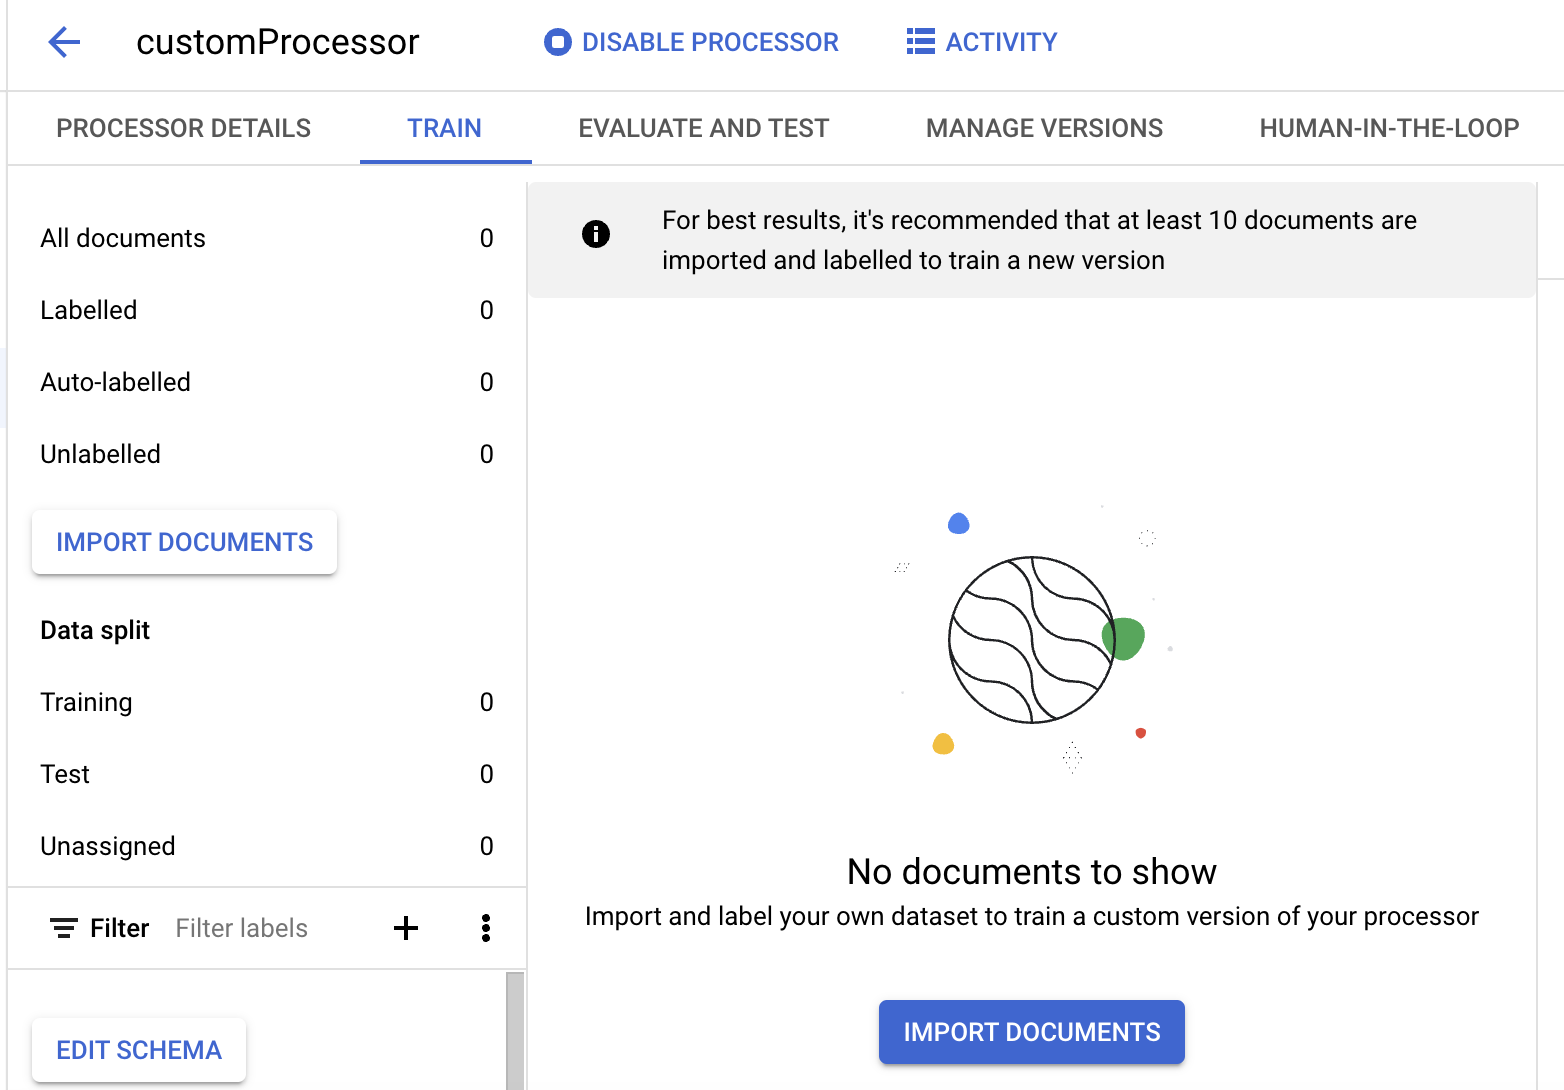 customProcessor
DISABLE PROCESSOR
ACTIVITY
PROCESSOR DETAILS
TRAIN
EVALUATE AND TEST
MANAGE VERSIONS
HUMAN-IN-THE-LOOP
All documents 0
Labelled 0
Auto-labelled 0
Unlabelled 0
IMPORT DOCUMENTS
Data split
Training 0
Test 0
Unassigned 0
Filter Filter labels
EDIT SCHEMA
For best results, it's recommended that at least 10 documents are
imported and labelled to train a new version
No documents to show
Import and label your own dataset to train a custom version of your processor
IMPORT DOCUMENTS